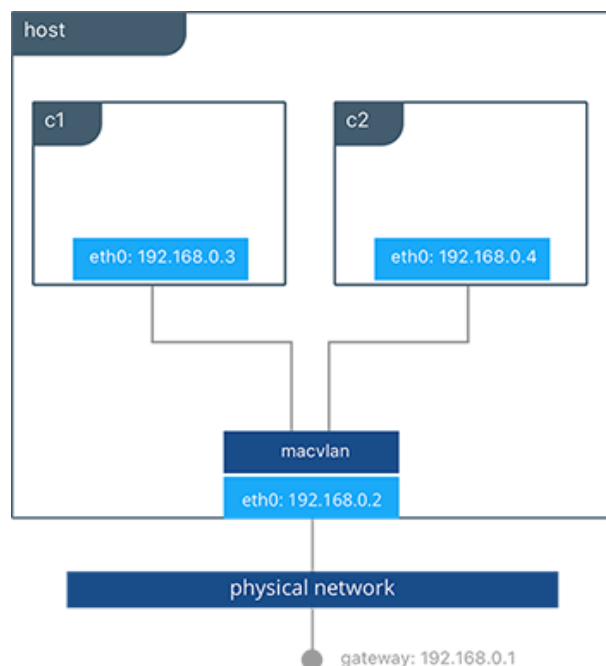 host
c1
c2
eth0: 192.168.0.3
eth0: 192.168.0.4
macvlan
eth0: 192.168.0.2
physical network
gateway: 192.168.0.1